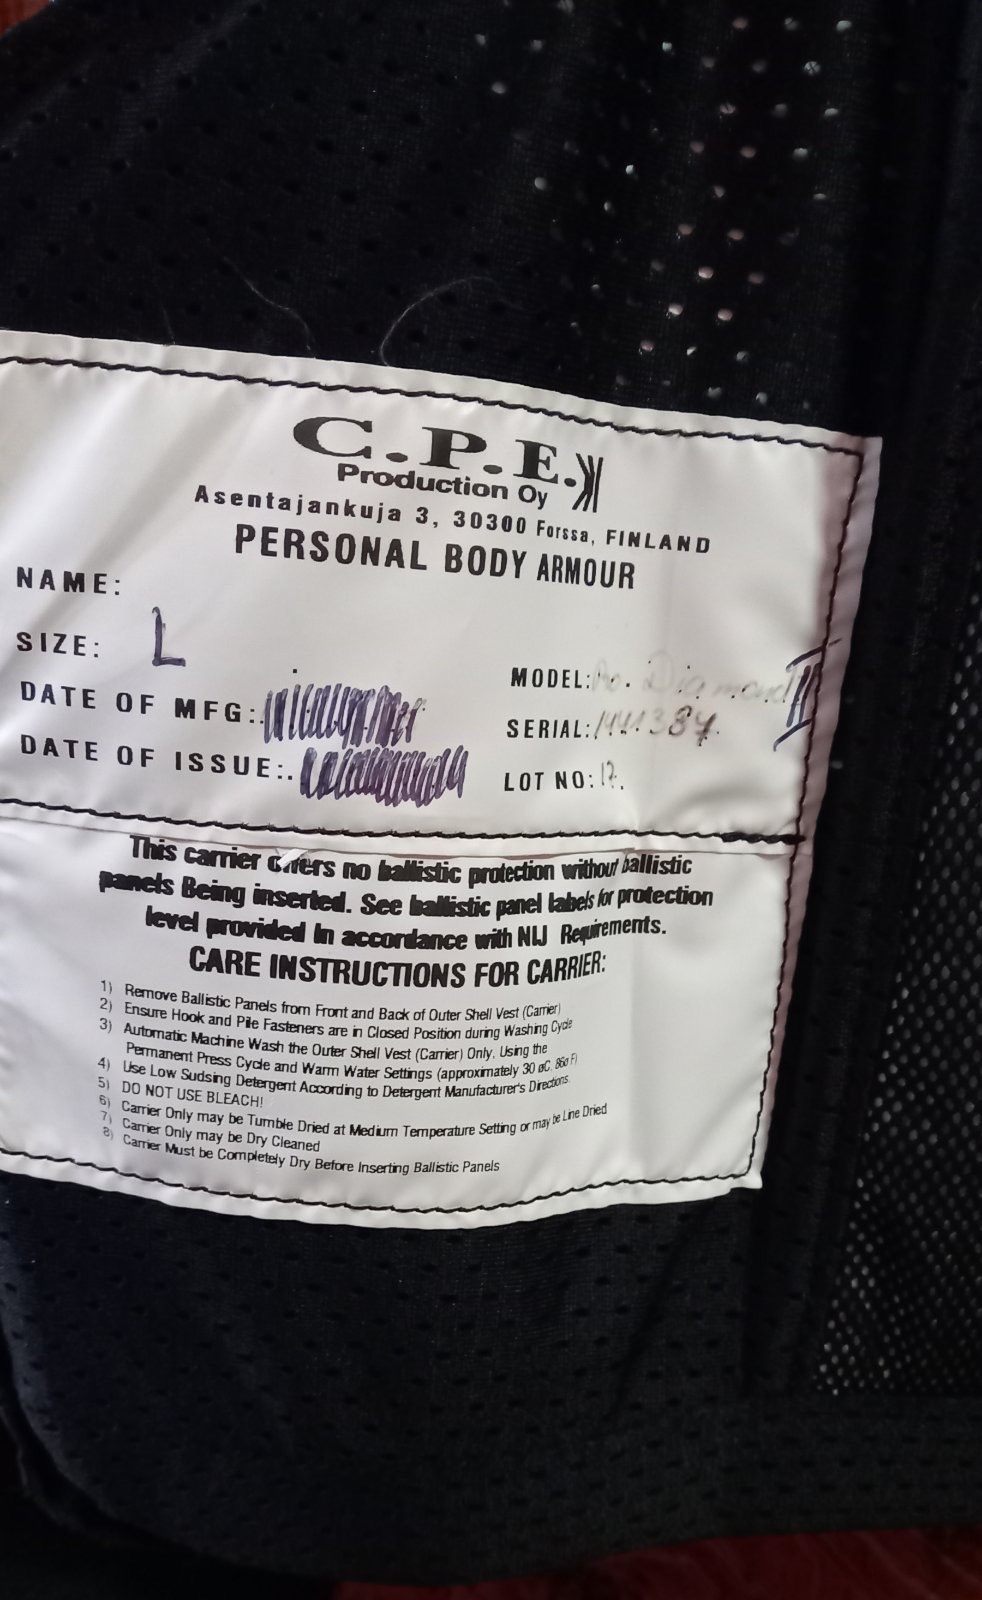 C.P.E.
Production Oy
Asentajankuja 3, 30300 Forssa, FINLAND
PERSONAL BODY ARMOUR
NAME:
SIZE: L
DATE OF MFG:
DATE OF ISSUE:
MODEL: Diamond II
SERIAL:
LOT NO: 17.
This carrier offers no ballistic protection without ballistic
panels Being inserted. See ballistic panel labels for protection
level provided In accordance with NIJ Requirements.
CARE INSTRUCTIONS FOR CARRIER:
1) Remove Ballistic Panels from Front and Back of Outer Shell Vest (Carrier)
2) Ensure Hook and Pile Fasteners are in Closed Position during Washing Cycle
3) Automatic Machine Wash the Outer Shell Vest (Carrier) Only, Using the
Permanent Press Cycle and Warm Water Settings (approximately 30 øC, 86ø F)
4) Use Low Sudsing Detergent According to Detergent Manufacturer's Directions.
5) DO NOT USE BLEACH!
6) Carrier Only may be Tumble Dried at Medium Temperature Setting or may be Line Dried
7) Carrier Only may be Dry Cleaned
8) Carrier Must be Completely Dry Before Inserting Ballistic Panels